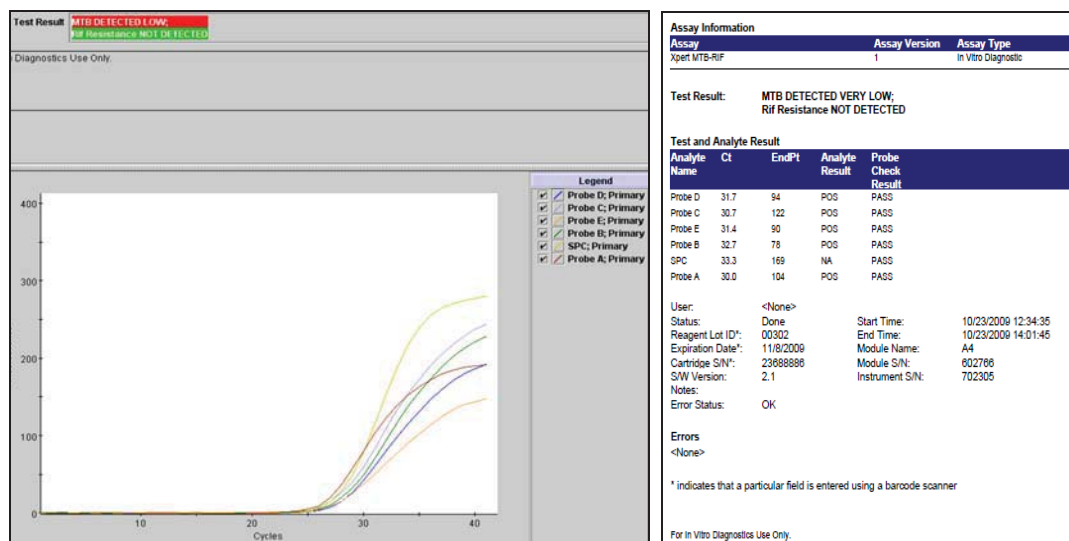 Test Result MTB DETECTED LOW;
Rif Resistance NOT DETECTED
Diagnostics Use Only.
Legend
Probe D; Primary
Probe C; Primary
Probe E; Primary
Probe B; Primary
SPC; Primary
Probe A; Primary
400
300
200
100
0
10 20 30 40
Cycles
Assay Information
Assay Assay Version Assay Type
Xpert MTB-RIF 1 In Vitro Diagnostic
Test Result: MTB DETECTED VERY LOW;
Rif Resistance NOT DETECTED
Test and Analyte Result
Analyte Ct EndPt Analyte Probe
Name Result Check
Result
Probe D 31.7 94 POS PASS
Probe C 30.7 122 POS PASS
Probe E 31.4 90 POS PASS
Probe B 32.7 78 POS PASS
SPC 33.3 169 NA PASS
Probe A 30.0 104 POS PASS
User: <None>
Status: Done Start Time: 10/23/2009 12:34:35
Reagent Lot ID*: 00302 End Time: 10/23/2009 14:01:45
Expiration Date*: 11/8/2009 Module Name: A4
Cartridge S/N*: 23688886 Module S/N: 602766
S/W Version: 2.1 Instrument S/N: 702305
Notes:
Error Status: OK
Errors
<None>
* indicates that a particular field is entered using a barcode scanner
For In Vitro Diagnostics Use Only.